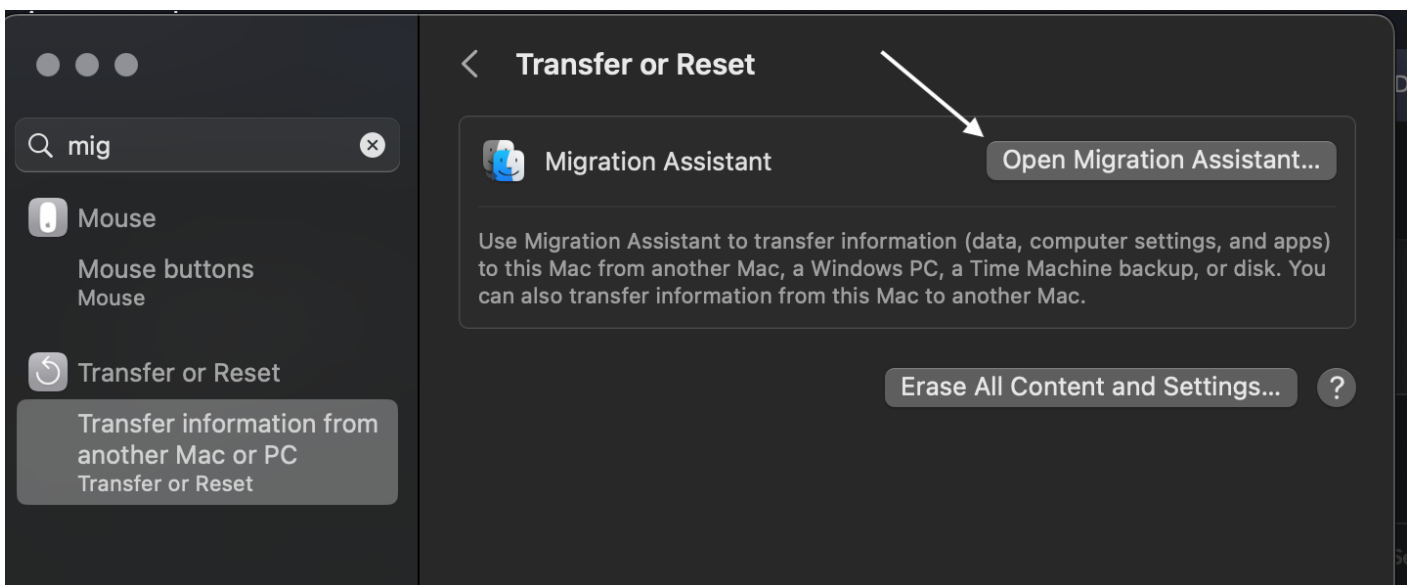 Transfer or Reset
mig
Migration Assistant
Open Migration Assistant...
Mouse
Mouse buttons
Mouse
Use Migration Assistant to transfer information (data, computer settings, and apps)
to this Mac from another Mac, a Windows PC, a Time Machine backup, or disk. You
can also transfer information from this Mac to another Mac.
Transfer or Reset
Transfer information from
another Mac or PC
Transfer or Reset
Erase All Content and Settings...
?